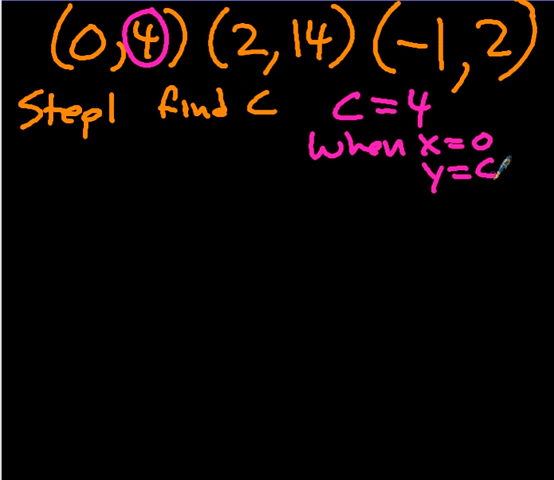 (0,4) (2,14) (-1,2)
Step1 find C C=4
When x=0
y=C